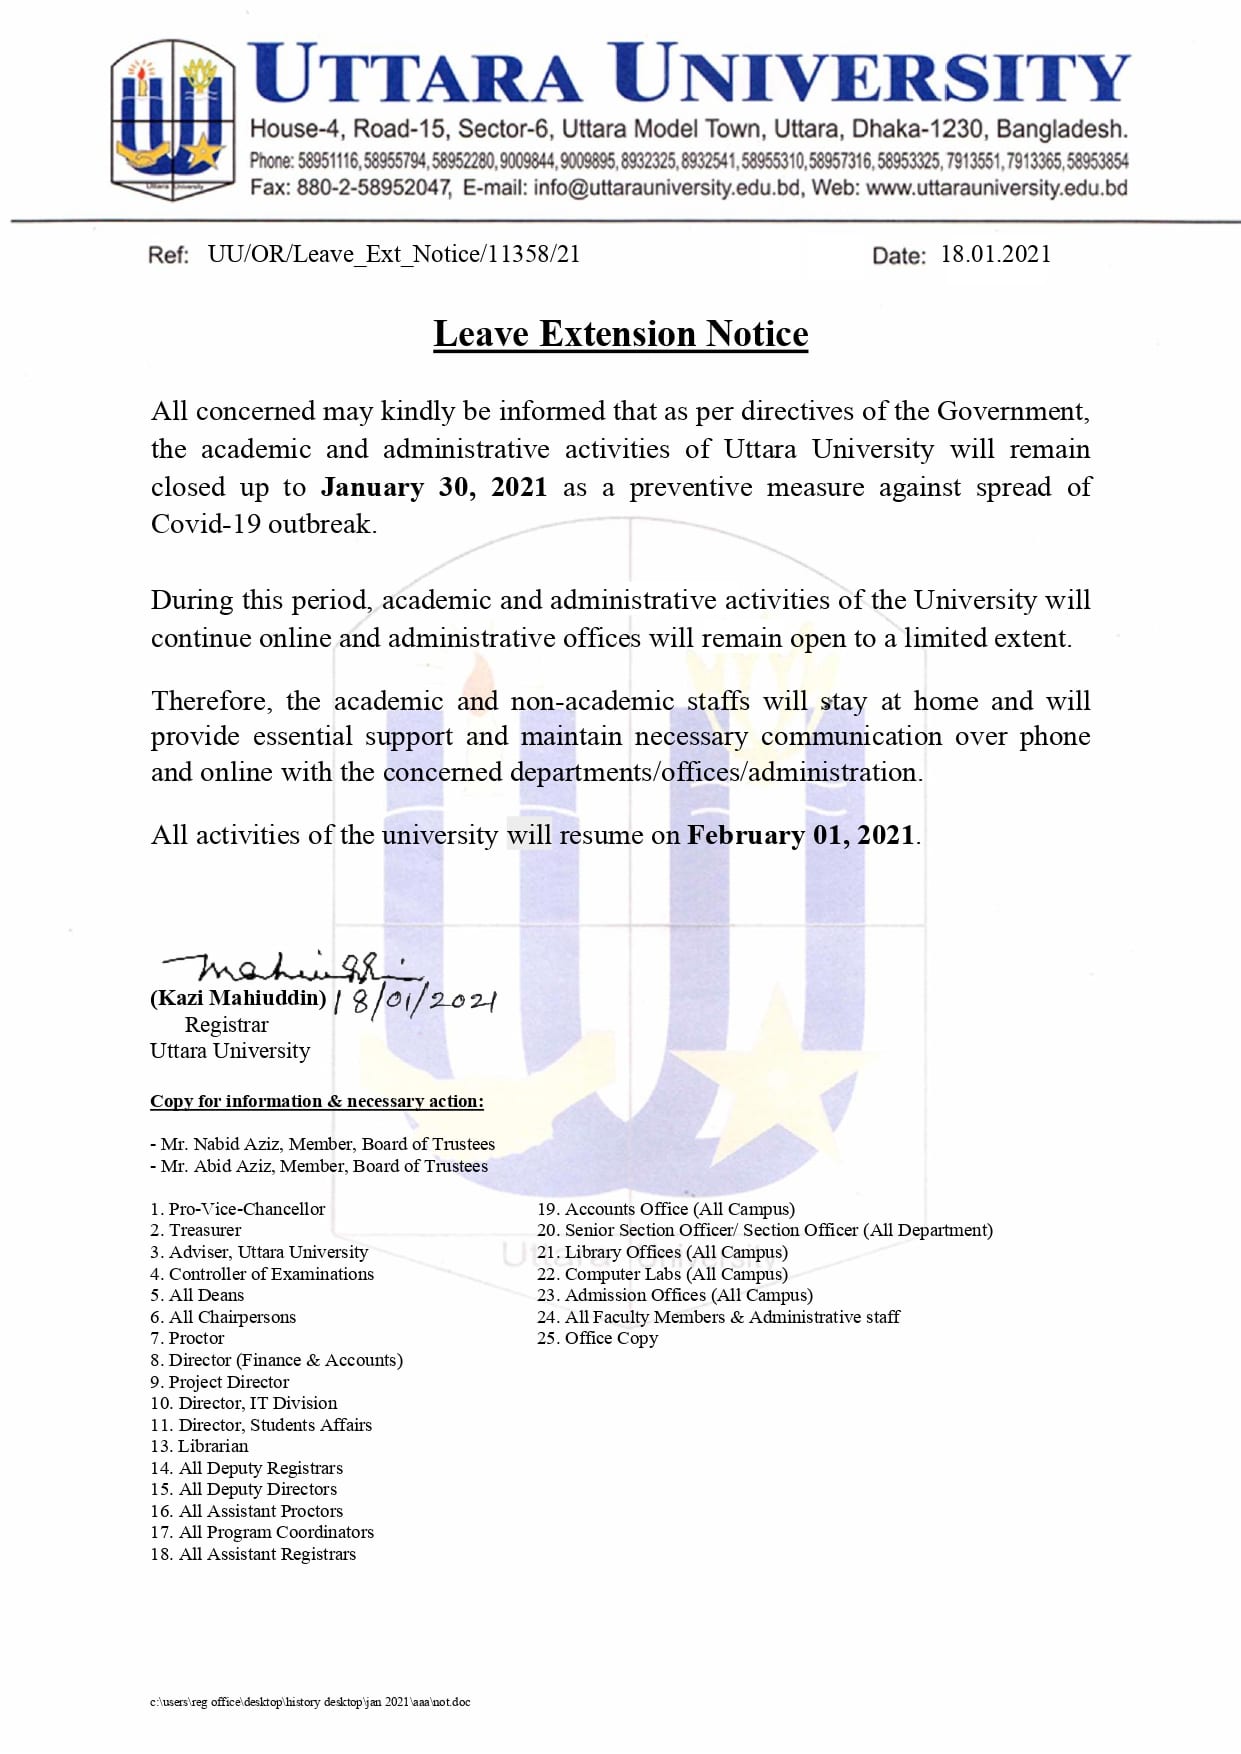 UTTARA UNIVERSITY
House-4, Road-15, Sector-6, Uttara Model Town, Uttara, Dhaka-1230, Bangladesh.
Phone: 58951116, 58955794, 58952280, 9009844, 9009895, 8932325, 8932541, 58955310, 58957316, 58953325, 7913551, 7913365, 58953854
Fax: 880-2-58952047, E-mail: info@uttarauniversity.edu.bd, Web: www.uttarauniversity.edu.bd
Uttara University
Ref: UU/OR/Leave_Ext_Notice/11358/21 Date: 18.01.2021
Leave Extension Notice
All concerned may kindly be informed that as per directives of the Government,
the academic and administrative activities of Uttara University will remain
closed up to January 30, 2021 as a preventive measure against spread of
Covid-19 outbreak.
During this period, academic and administrative activities of the University will
continue online and administrative offices will remain open to a limited extent.
Therefore, the academic and non-academic staffs will stay at home and will
provide essential support and maintain necessary communication over phone
and online with the concerned departments/offices/administration.
All activities of the university will resume on February 01, 2021.
(Kazi Mahiuddin) 18/01/2021
Registrar
Uttara University
Copy for information & necessary action:
- Mr. Nabid Aziz, Member, Board of Trustees
- Mr. Abid Aziz, Member, Board of Trustees
1. Pro-Vice-Chancellor
2. Treasurer
3. Adviser, Uttara University
4. Controller of Examinations
5. All Deans
6. All Chairpersons
7. Proctor
8. Director (Finance & Accounts)
9. Project Director
10. Director, IT Division
11. Director, Students Affairs
13. Librarian
14. All Deputy Registrars
15. All Deputy Directors
16. All Assistant Proctors
17. All Program Coordinators
18. All Assistant Registrars
19. Accounts Office (All Campus)
20. Senior Section Officer/ Section Officer (All Department)
21. Library Offices (All Campus)
22. Computer Labs (All Campus)
23. Admission Offices (All Campus)
24. All Faculty Members & Administrative staff
25. Office Copy
Uttara University
c:\users\reg office\desktop\history desktop\jan 2021\aaa\not.doc